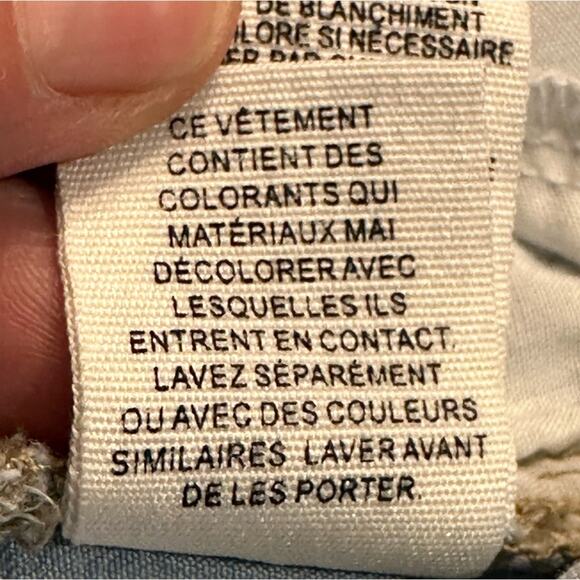 DE BLANCHIMENT
LORE SI NÉCESSAIRE
CE VÊTEMENT
CONTIENT DES
COLORANTS QUI
MATÉRIAUX MAI
DÉCOLORER AVEC
LESQUELLES ILS
ENTRENT EN CONTACT.
LAVEZ SÉPARÉMENT
OU AVEC DES COULEURS
SIMILAIRES LAVER AVANT
DE LES PORTER.